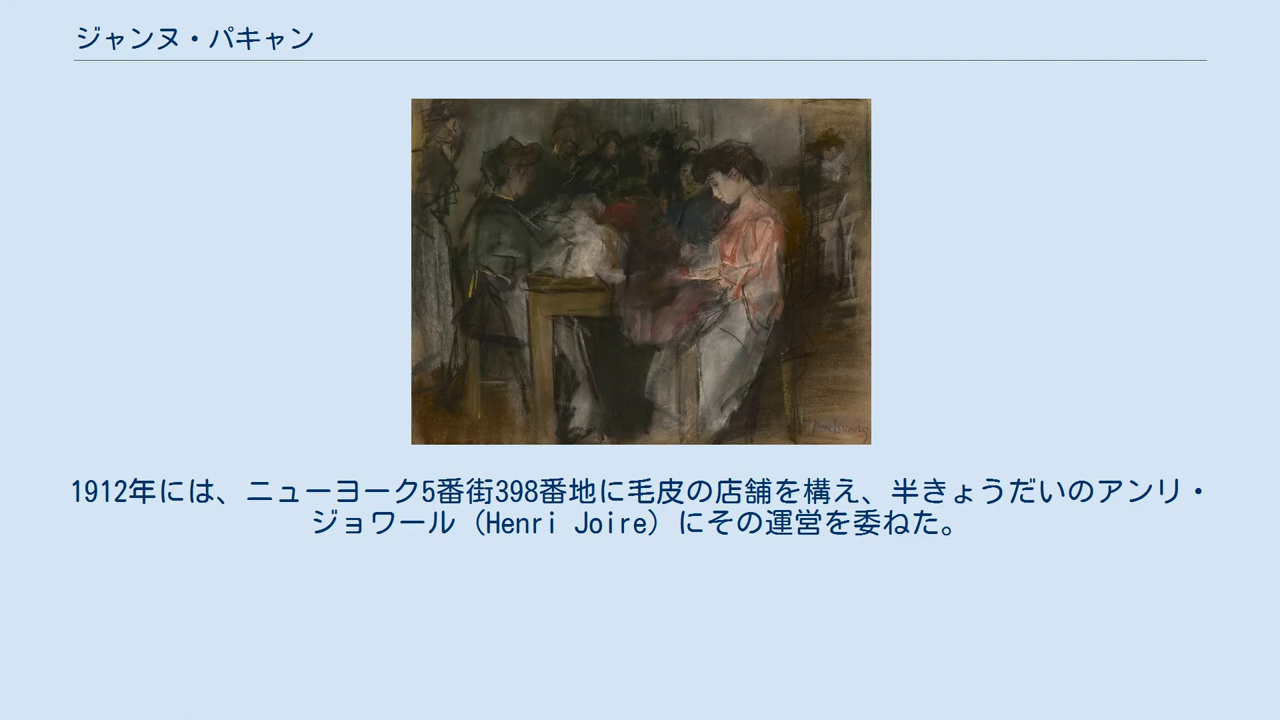 ジャンヌ・パキャン
1912年には、ニューヨーク5番街398番地に毛皮の店舗を構え、半きょうだいのアンリ・
ジョワール（Henri Joire）にその運営を委ねた。